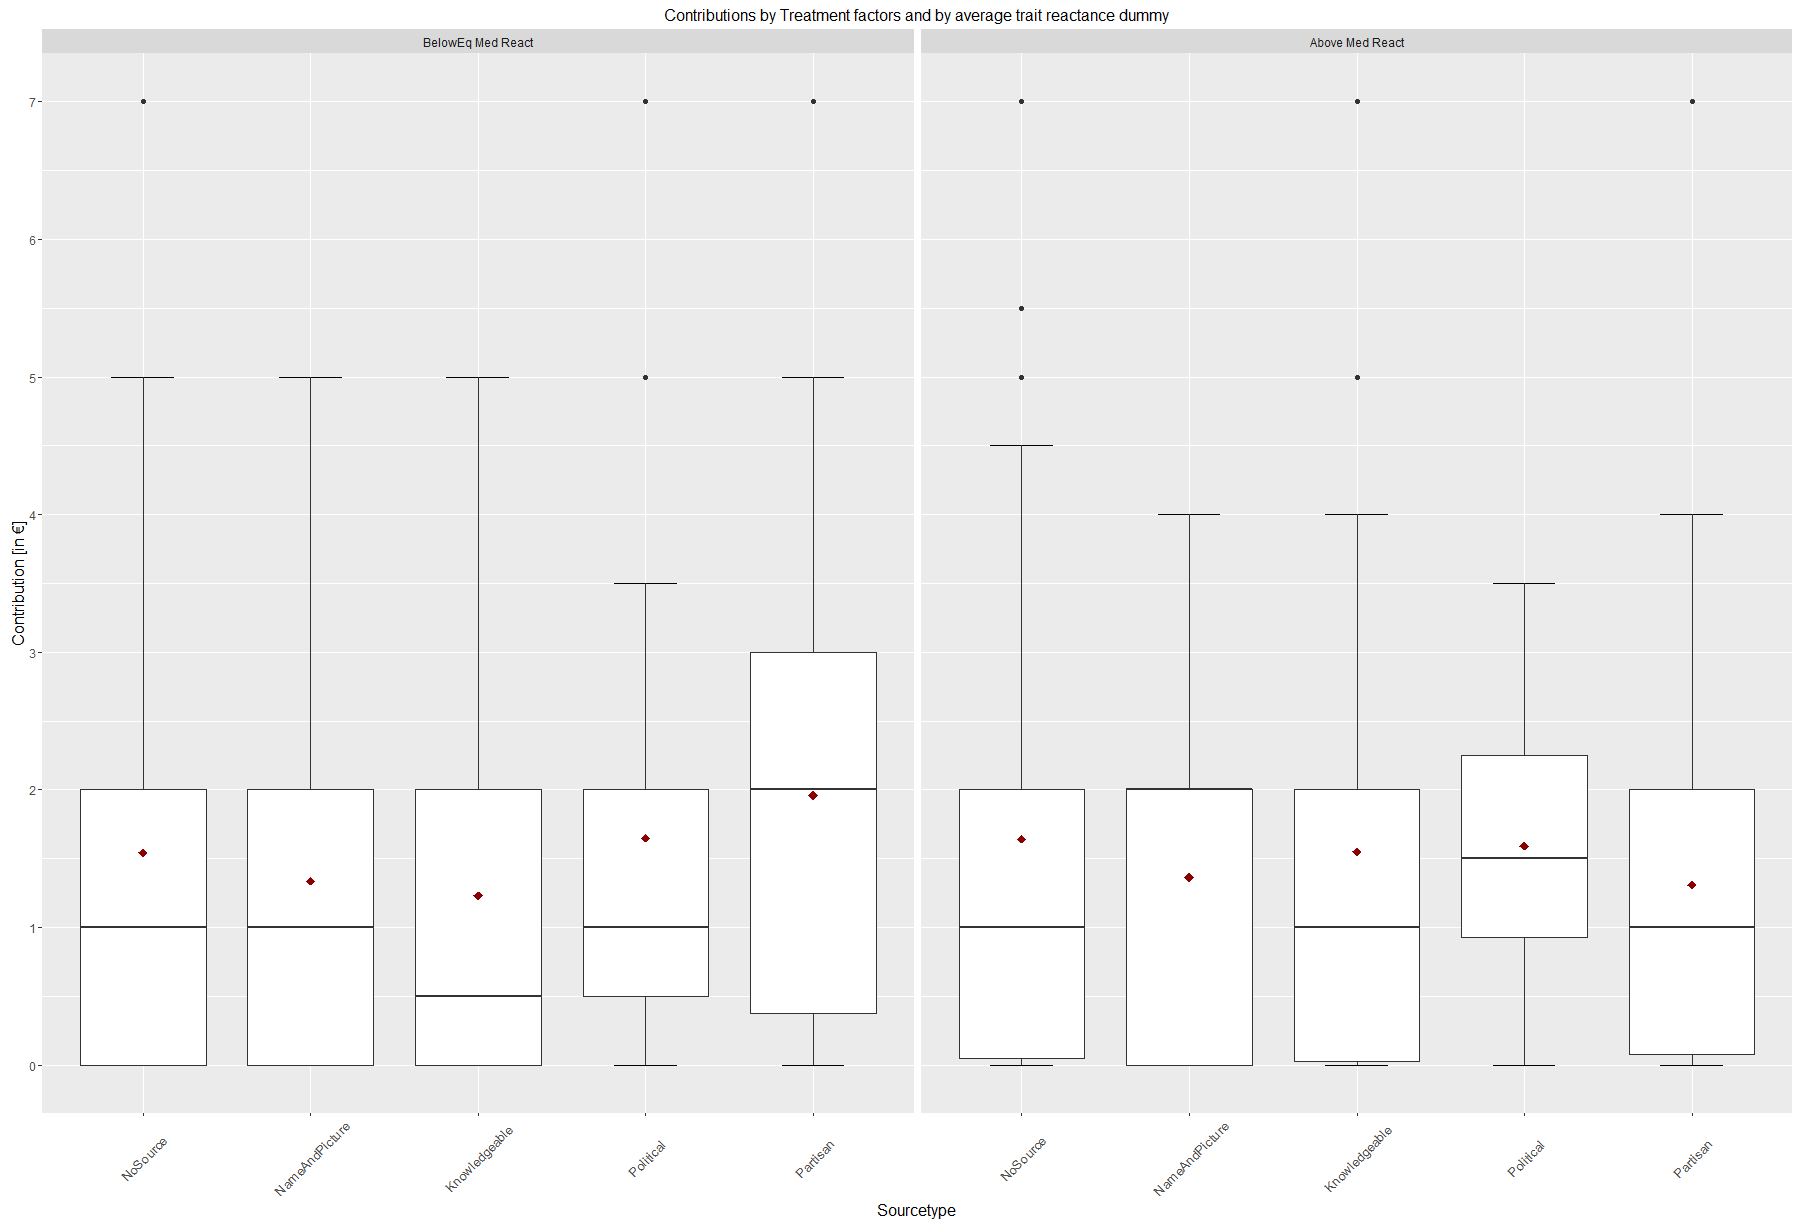 Contributions by Treatment factors and by average trait reactance dummy
BelowEq Med React
Above Med React
Contribution [in €]
7
6
5
4
3
2
1
0
NoSource
NameAndPicture
Knowledgeable
Political
Partisan
NoSource
NameAndPicture
Knowledgeable
Political
Partisan
Sourcetype